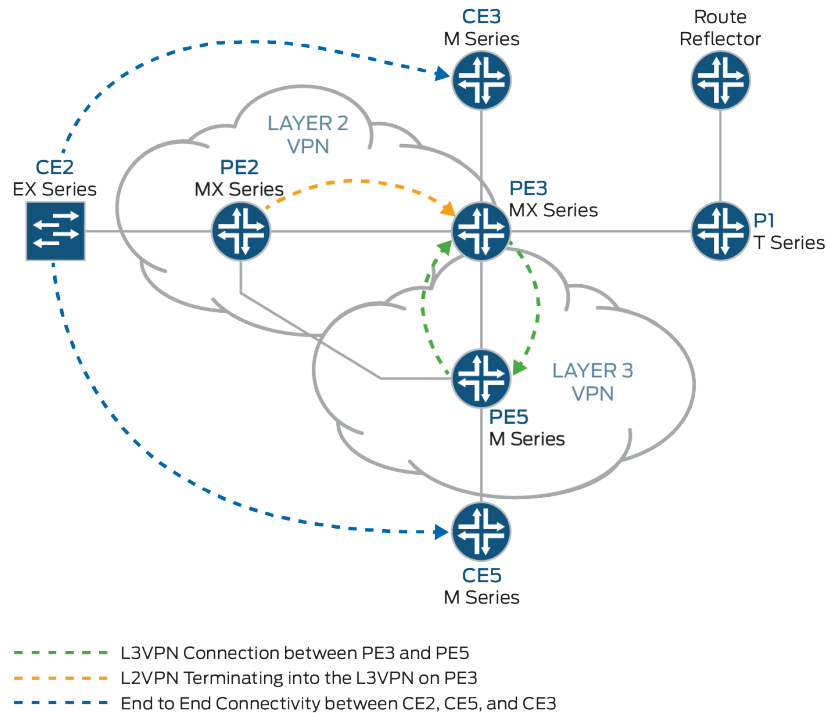 CE3
M Series
Route
Reflector
LAYER 2
VPN
CE2
EX Series
PE2
MX Series
PE3
MX Series
P1
T Series
LAYER 3
VPN
PE5
M Series
CE5
M Series
L3VPN Connection between PE3 and PE5
L2VPN Terminating into the L3VPN on PE3
End to End Connectivity between CE2, CE5, and CE3